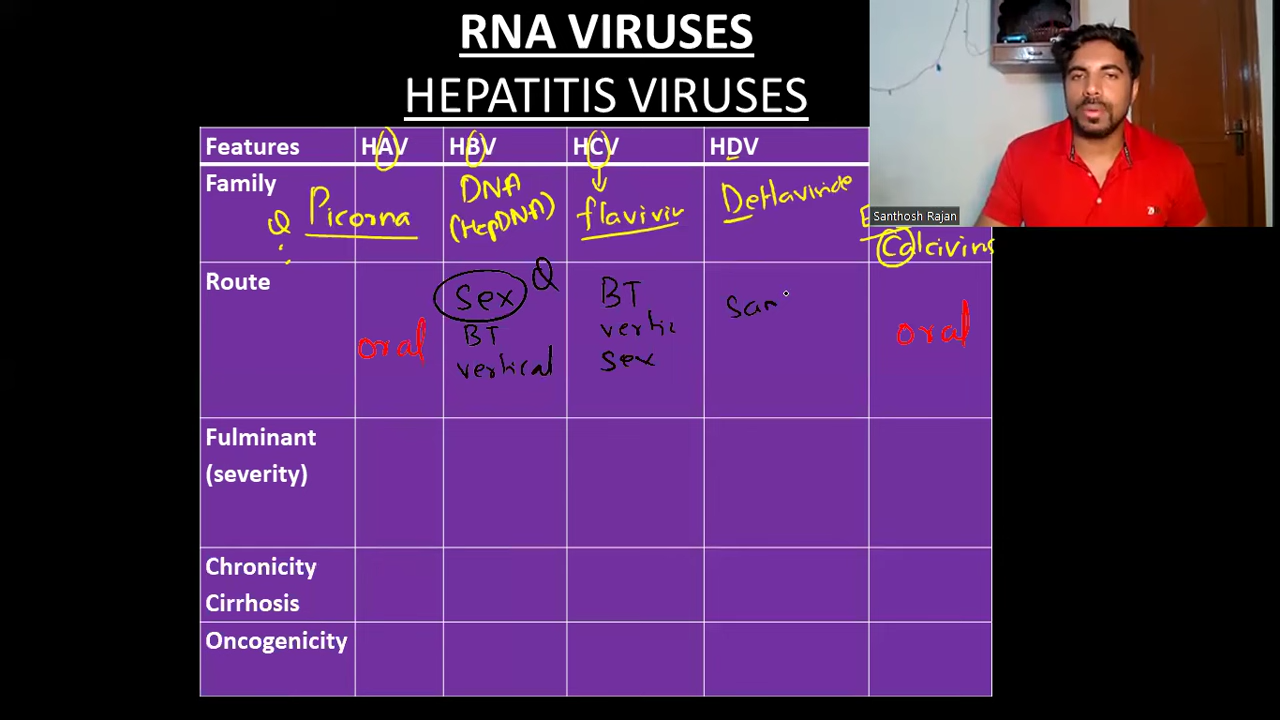 RNA VIRUSES
HEPATITIS VIRUSES
Santhosh Rajan
Features HAV HBV HCV HDV
Family
Q Picorna
DNA
(HepDNA)
flavivir
E
Calcivirus
Route
oral
Sex Q
BT
vertical
BT
vertic
Sex
Sam
oral
Fulminant
(severity)
Chronicity
Cirrhosis
Oncogenicity